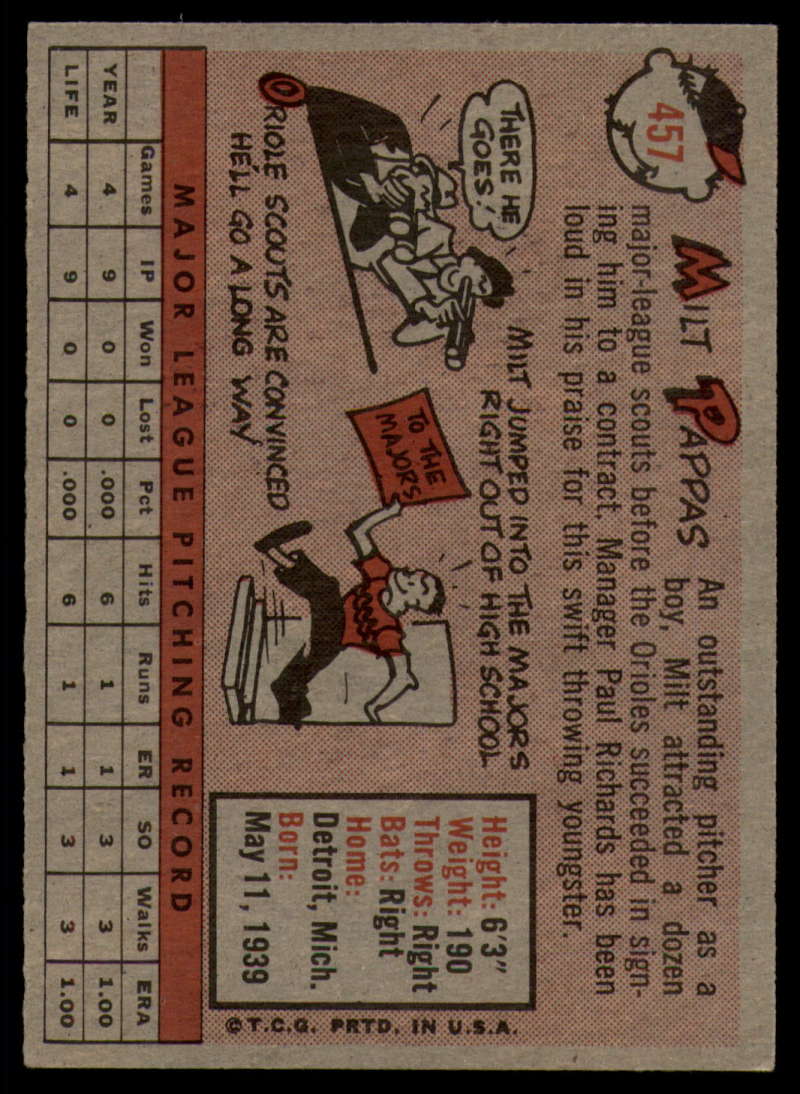 457
MILT PAPPAS
An outstanding pitcher as a
boy, Milt attracted a dozen
major-league scouts before the Orioles succeeded in sign-
ing him to a contract. Manager Paul Richards has been
loud in his praise for this swift throwing youngster.
THERE HE
GOES!
ORIOLE SCOUTS ARE CONVINCED
HE'LL GO A LONG WAY
MILT JUMPED INTO THE MAJORS
RIGHT OUT OF HIGH SCHOOL
TO THE
MAJORS
Height: 6'3"
Weight: 190
Throws: Right
Bats: Right
Home:
Detroit, Mich.
Born:
May 11, 1939
©T.C.G. PRTD. IN U.S.A.
MAJOR LEAGUE PITCHING RECORD
Games IP Won Lost Pct Hits Runs ER SO Walks ERA
YEAR 4 9 0 0 .000 6 1 1 3 3 1.00
LIFE 4 9 0 0 .000 6 1 1 3 3 1.00